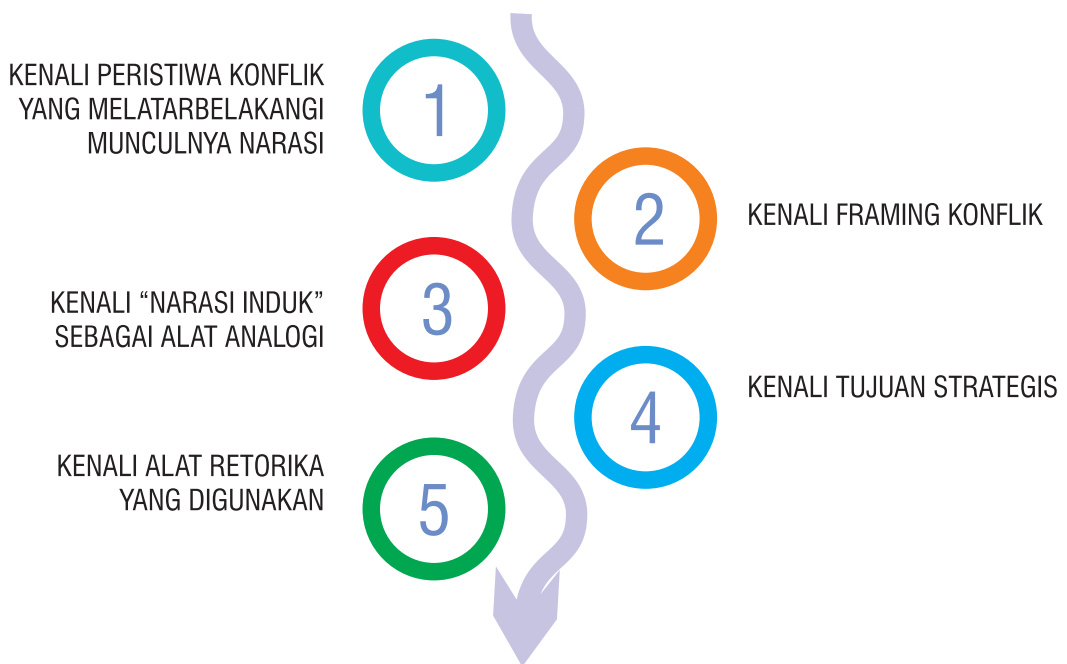 KENALI PERISTIWA KONFLIK
YANG MELATARBELAKANGI
MUNCULNYA NARASI
1
2
KENALI FRAMING KONFLIK
KENALI “NARASI INDUK”
SEBAGAI ALAT ANALOGI
3
4
KENALI TUJUAN STRATEGIS
KENALI ALAT RETORIKA
YANG DIGUNAKAN
5